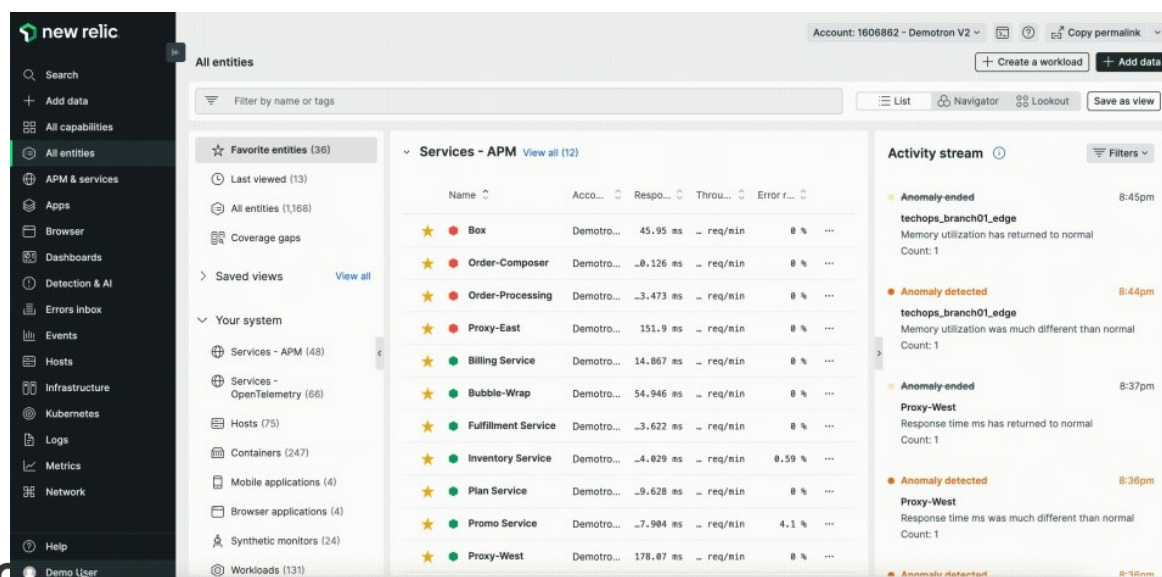 new relic
Search
Add data
All capabilities
All entities
APM & services
Apps
Browser
Dashboards
Detection & AI
Errors inbox
Events
Hosts
Infrastructure
Kubernetes
Logs
Metrics
Network
Help
Demo User
Account: 1606862 - Demotron V2
Copy permalink
All entities
Create a workload
Add data
Filter by name or tags
List
Navigator
Lookout
Save as view
Favorite entities (36)
Last viewed (13)
All entities (1,168)
Coverage gaps
Saved views View all
Your system
Services - APM (48)
Services -
OpenTelemetry (66)
Hosts (75)
Containers (247)
Mobile applications (4)
Browser applications (4)
Synthetic monitors (24)
Workloads (131)
Services - APM View all (12)
Name Acco... Respo... Throu... Error r...
Box Demotro... 45.95 ms … req/min 0 % ...
Order-Composer Demotro... …0.126 ms … req/min 0 % ...
Order-Processing Demotro... …3.473 ms … req/min 0 % ...
Proxy-East Demotro... 151.9 ms … req/min 0 % ...
Billing Service Demotro... 14.867 ms … req/min 0 % ...
Bubble-Wrap Demotro... 54.946 ms … req/min 0 % ...
Fulfillment Service Demotro... …3.622 ms … req/min 0 % ...
Inventory Service Demotro... …4.029 ms … req/min 0.59 % ...
Plan Service Demotro... …9.628 ms … req/min 0 % ...
Promo Service Demotro... …7.904 ms … req/min 4.1 % ...
Proxy-West Demotro... 178.07 ms … req/min 0 % ...
Activity stream Filters
Anomaly ended 8:45pm
techops_branch01_edge
Memory utilization has returned to normal
Count: 1
Anomaly detected 8:44pm
techops_branch01_edge
Memory utilization was much different than normal
Count: 1
Anomaly ended 8:37pm
Proxy-West
Response time ms has returned to normal
Count: 1
Anomaly detected 8:36pm
Proxy-West
Response time ms was much different than normal
Count: 1
Anomaly detected 8:36pm